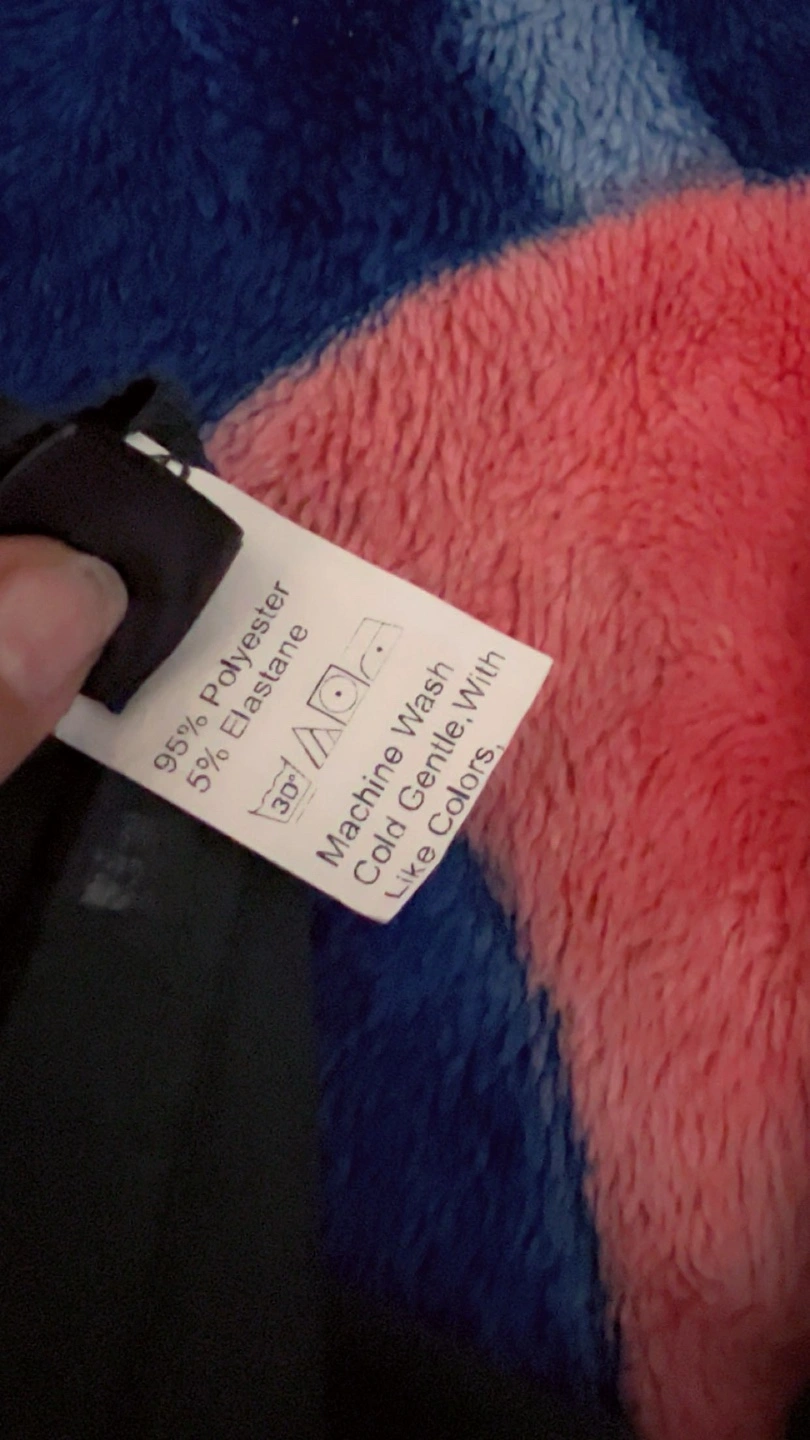 95% Polyester
5% Elastane
30°
Machine Wash
Cold Gentle. With
Like Colors,